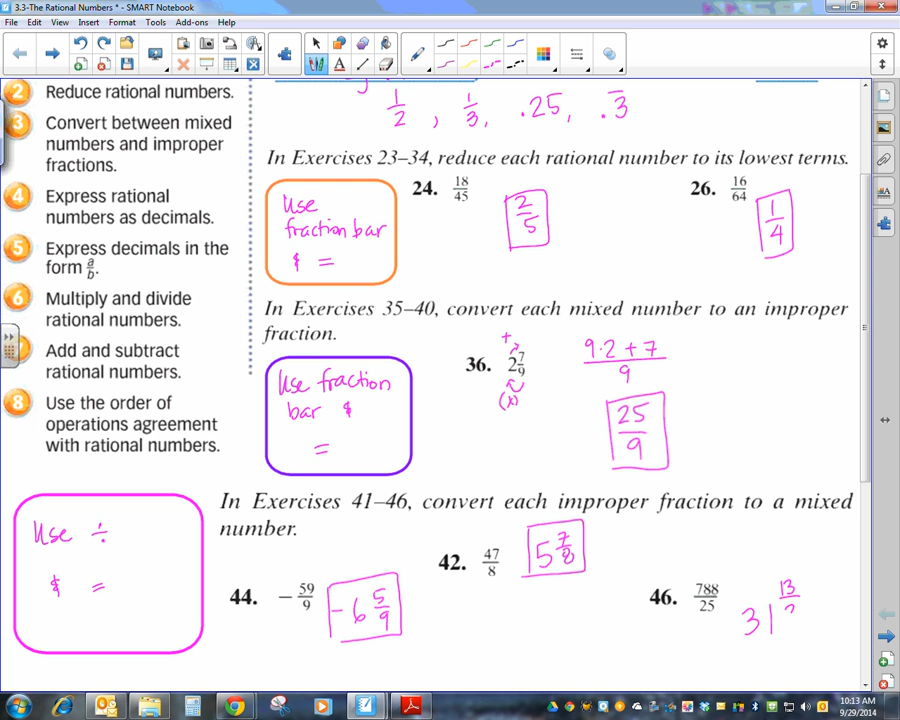 3.3-The Rational Numbers * - SMART Notebook
File Edit View Insert Format Tools Add-ons Help
1/2 , 1/3, .25, .3̅
2 Reduce rational numbers.
3 Convert between mixed
numbers and improper
fractions.
4 Express rational
numbers as decimals.
5 Express decimals in the
form a/b.
6 Multiply and divide
rational numbers.
Add and subtract
rational numbers.
8 Use the order of
operations agreement
with rational numbers.
In Exercises 23–34, reduce each rational number to its lowest terms.
Use
fraction bar
& =
24. 18/45 2/5
26. 16/64 1/4
In Exercises 35–40, convert each mixed number to an improper
fraction.
Use fraction
bar &
=
+
36. 2 7/9
(x)
9·2+7/9
25/9
In Exercises 41–46, convert each improper fraction to a mixed
number.
Use ÷
& =
42. 47/8 5 7/8
44. −59/9 −6 5/9
46. 788/25 31 13/2
10:13 AM
9/29/2014